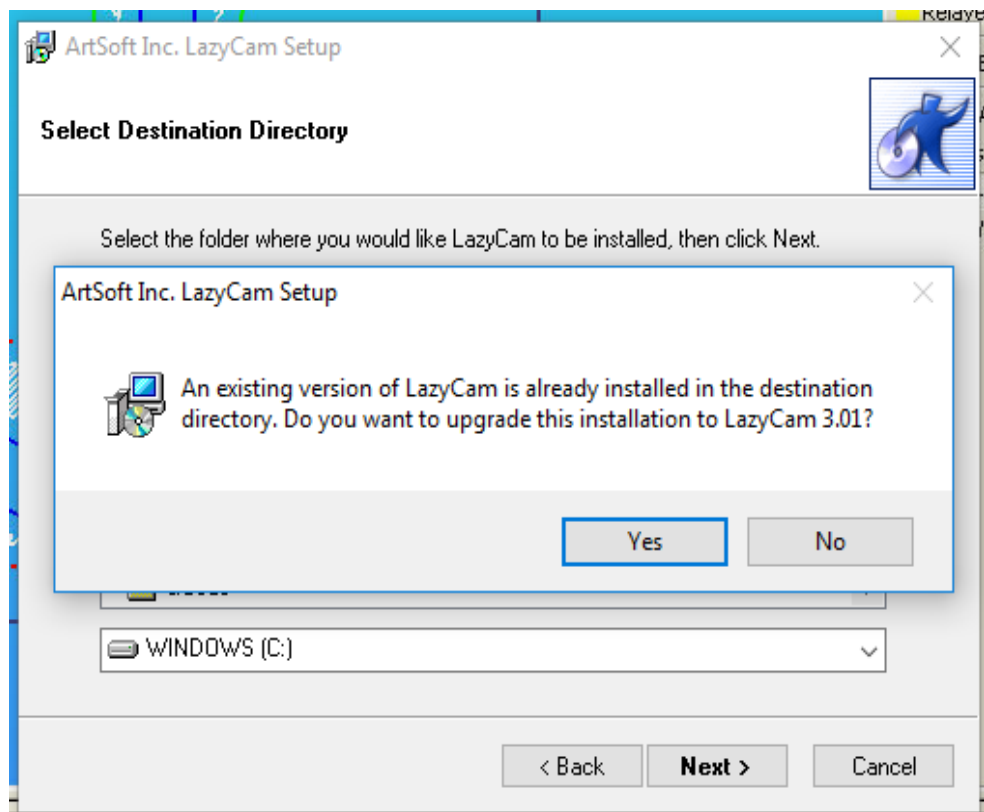 Relaye
ArtSoft Inc. LazyCam Setup
Select Destination Directory
Select the folder where you would like LazyCam to be installed, then click Next.
ArtSoft Inc. LazyCam Setup
An existing version of LazyCam is already installed in the destination
directory. Do you want to upgrade this installation to LazyCam 3.01?
Yes No
WINDOWS (C:)
< Back Next > Cancel